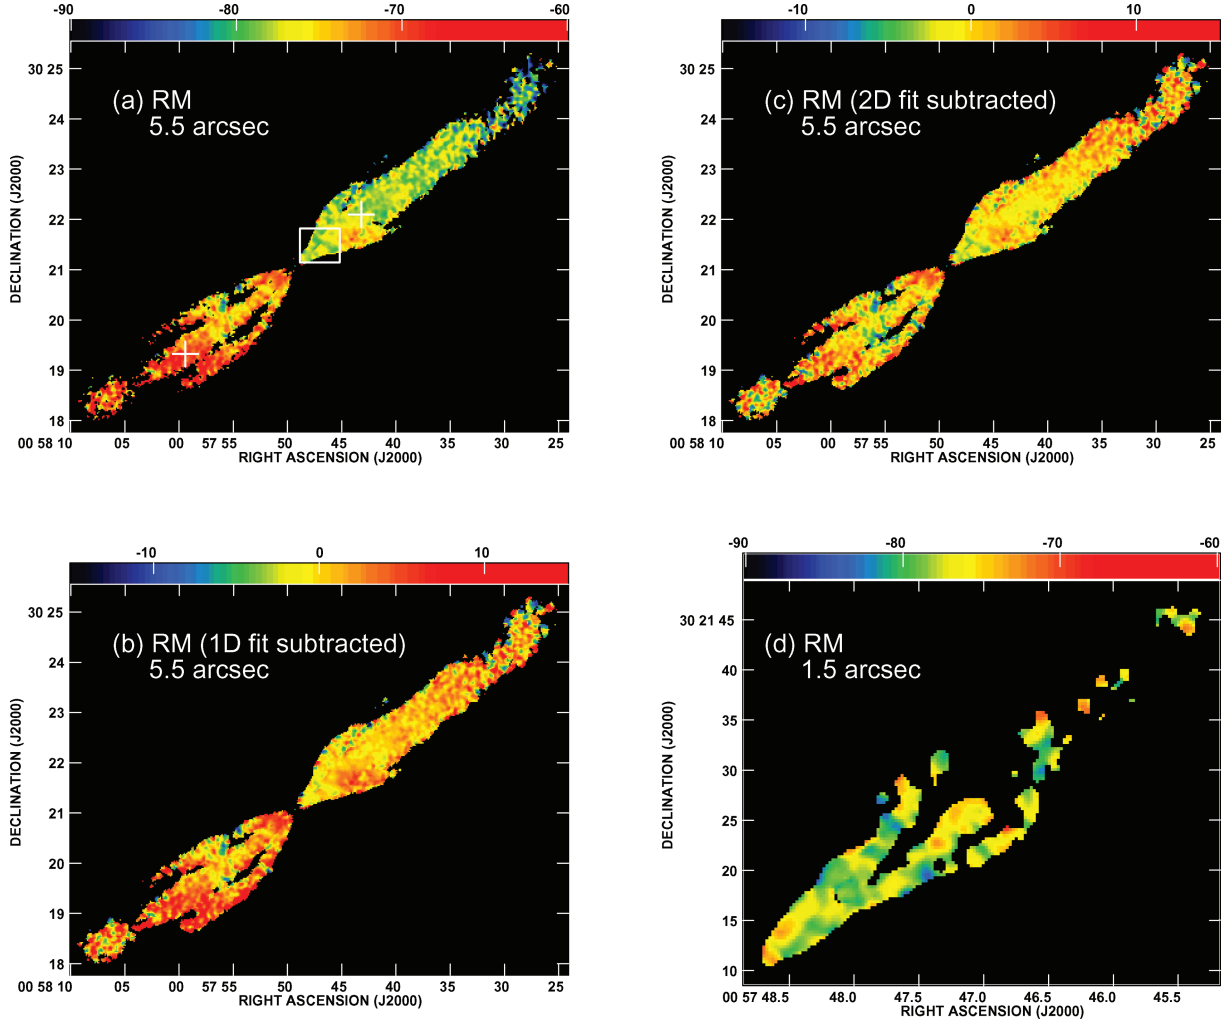 -90 -80 -70 -60
(a) RM
5.5 arcsec
DECLINATION (J2000)
30 25
24
23
22
21
20
19
18
00 58 10 05 00 57 55 50 45 40 35 30 25
RIGHT ASCENSION (J2000)
-10 0 10
(c) RM (2D fit subtracted)
5.5 arcsec
DECLINATION (J2000)
30 25
24
23
22
21
20
19
18
00 58 10 05 00 57 55 50 45 40 35 30 25
RIGHT ASCENSION (J2000)
-10 0 10
(b) RM (1D fit subtracted)
5.5 arcsec
DECLINATION (J2000)
30 25
24
23
22
21
20
19
18
00 58 10 05 00 57 55 50 45 40 35 30 25
RIGHT ASCENSION (J2000)
-90 -80 -70 -60
(d) RM
1.5 arcsec
DECLINATION (J2000)
30 21 45
40
35
30
25
20
15
10
00 57 48.5 48.0 47.5 47.0 46.5 46.0 45.5
RIGHT ASCENSION (J2000)